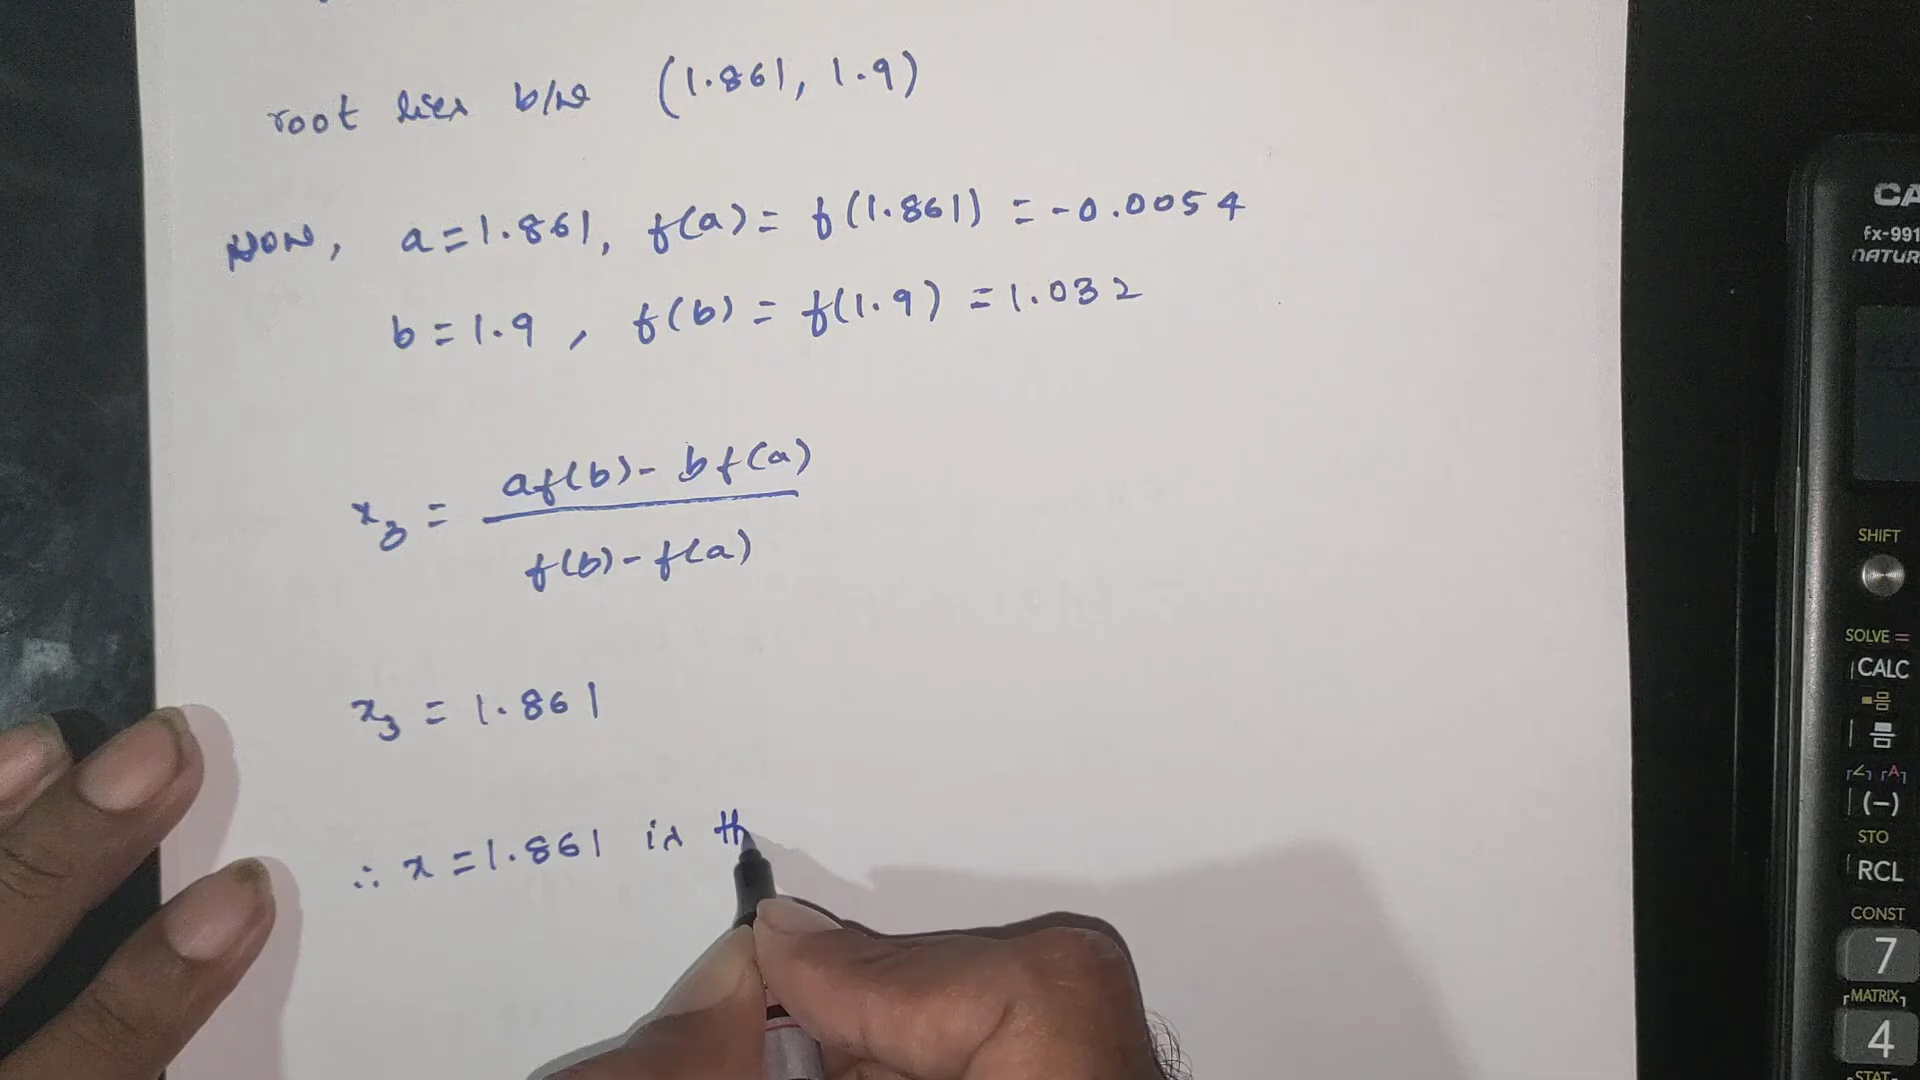 root lies b/w (1.861, 1.9)
Now, a = 1.861, f(a) = f(1.861) = -0.0054
b = 1.9, f(b) = f(1.9) = 1.032
x₃ = af(b) - bf(a)
f(b) - f(a)
x₃ = 1.861
∴ x = 1.861 is th
CA
fx-991
NATUR
SHIFT
SOLVE =
CALC
(−)
STO
RCL
CONST
7
MATRIX
4
STAT